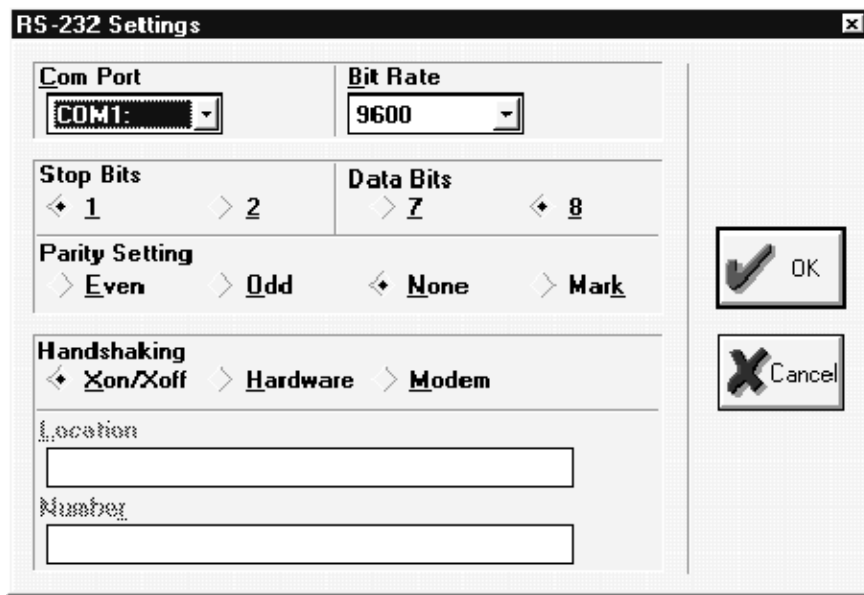 RS-232 Settings
Com Port
Bit Rate
COM1:
9600
Stop Bits
Data Bits
1
2
7
8
Parity Setting
Even
Odd
None
Mark
OK
Handshaking
Xon/Xoff
Hardware
Modem
Cancel
Location
Number